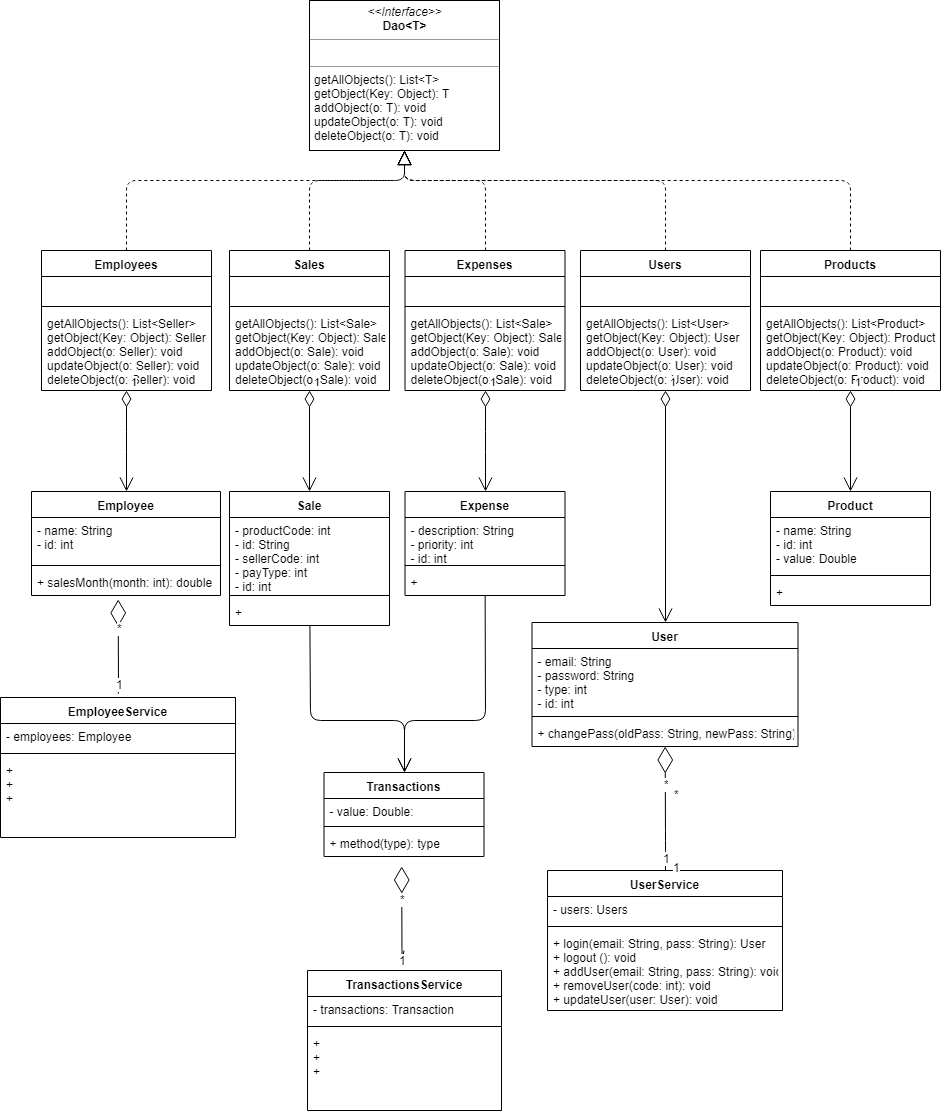 <<Interface>>
Dao<T>
getAllObjects(): List<T>
getObject(Key: Object): T
addObject(o: T): void
updateObject(o: T): void
deleteObject(o: T): void
Employees
getAllObjects(): List<Seller>
getObject(Key: Object): Seller
addObject(o: Seller): void
updateObject(o: Seller): void
deleteObject(o: Seller): void
1
Sales
getAllObjects(): List<Sale>
getObject(Key: Object): Sale
addObject(o: Sale): void
updateObject(o: Sale): void
deleteObject(o: Sale): void
1
Expenses
getAllObjects(): List<Sale>
getObject(Key: Object): Sale
addObject(o: Sale): void
updateObject(o: Sale): void
deleteObject(o: Sale): void
1
Users
getAllObjects(): List<User>
getObject(Key: Object): User
addObject(o: User): void
updateObject(o: User): void
deleteObject(o: User): void
1
Products
getAllObjects(): List<Product>
getObject(Key: Object): Product
addObject(o: Product): void
updateObject(o: Product): void
deleteObject(o: Product): void
1
Employee
- name: String
- id: int
+ salesMonth(month: int): double
Sale
- productCode: int
- id: String
- sellerCode: int
- payType: int
- id: int
+
Expense
- description: String
- priority: int
- id: int
+
Product
- name: String
- id: int
- value: Double
+
*
1
User
- email: String
- password: String
- type: int
- id: int
+ changePass(oldPass: String, newPass: String)
EmployeeService
- employees: Employee
+
+
+
Transactions
- value: Double:
+ method(type): type
*
*
1
1
UserService
- users: Users
+ login(email: String, pass: String): User
+ logout (): void
+ addUser(email: String, pass: String): void
+ removeUser(code: int): void
+ updateUser(user: User): void
*
1
TransactionsService
- transactions: Transaction
+
+
+